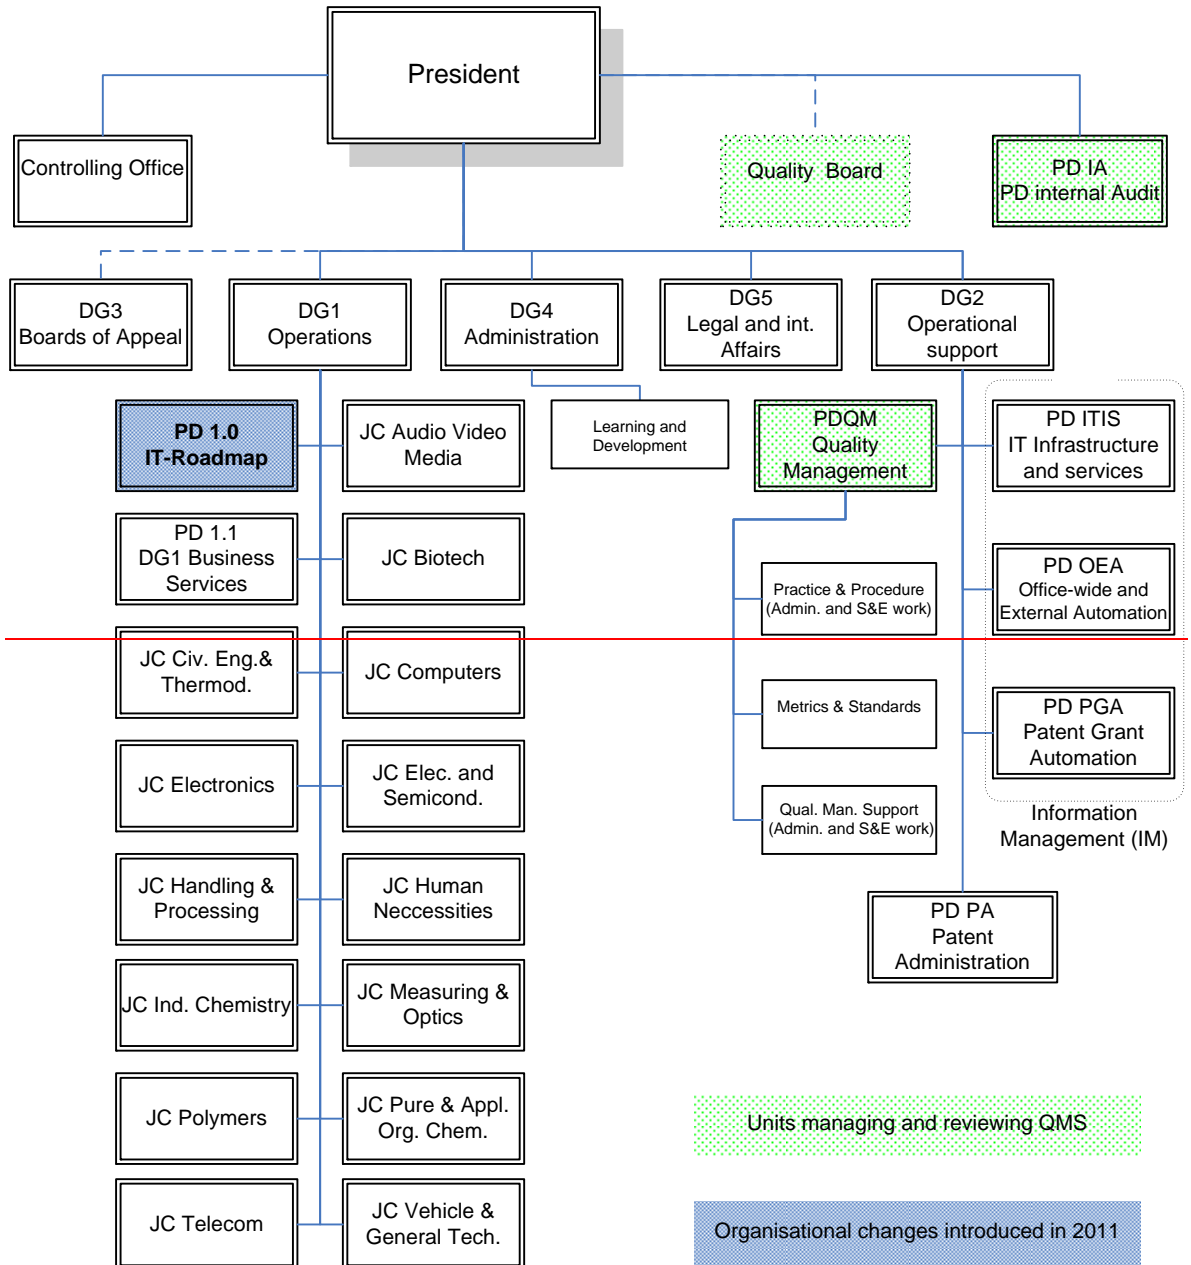 President
Controlling Office
Quality Board
PD IA
PD internal Audit
DG3
Boards of Appeal
DG1
Operations
DG4
Administration
DG5
Legal and int.
Affairs
DG2
Operational
support
PD 1.0
IT-Roadmap
JC Audio Video
Media
Learning and
Development
PDQM
Quality
Management
PD ITIS
IT Infrastructure
and services
PD 1.1
DG1 Business
Services
JC Biotech
Practice & Procedure
(Admin. and S&E work)
PD OEA
Office-wide and
External Automation
JC Civ. Eng.&
Thermod.
JC Computers
Metrics & Standards
PD PGA
Patent Grant
Automation
JC Electronics
JC Elec. and
Semicond.
Qual. Man. Support
(Admin. and S&E work)
Information
Management (IM)
JC Handling &
Processing
JC Human
Neccessities
PD PA
Patent
Administration
JC Ind. Chemistry
JC Measuring &
Optics
JC Polymers
JC Pure & Appl.
Org. Chem.
Units managing and reviewing QMS
JC Telecom
JC Vehicle &
General Tech.
Organisational changes introduced in 2011